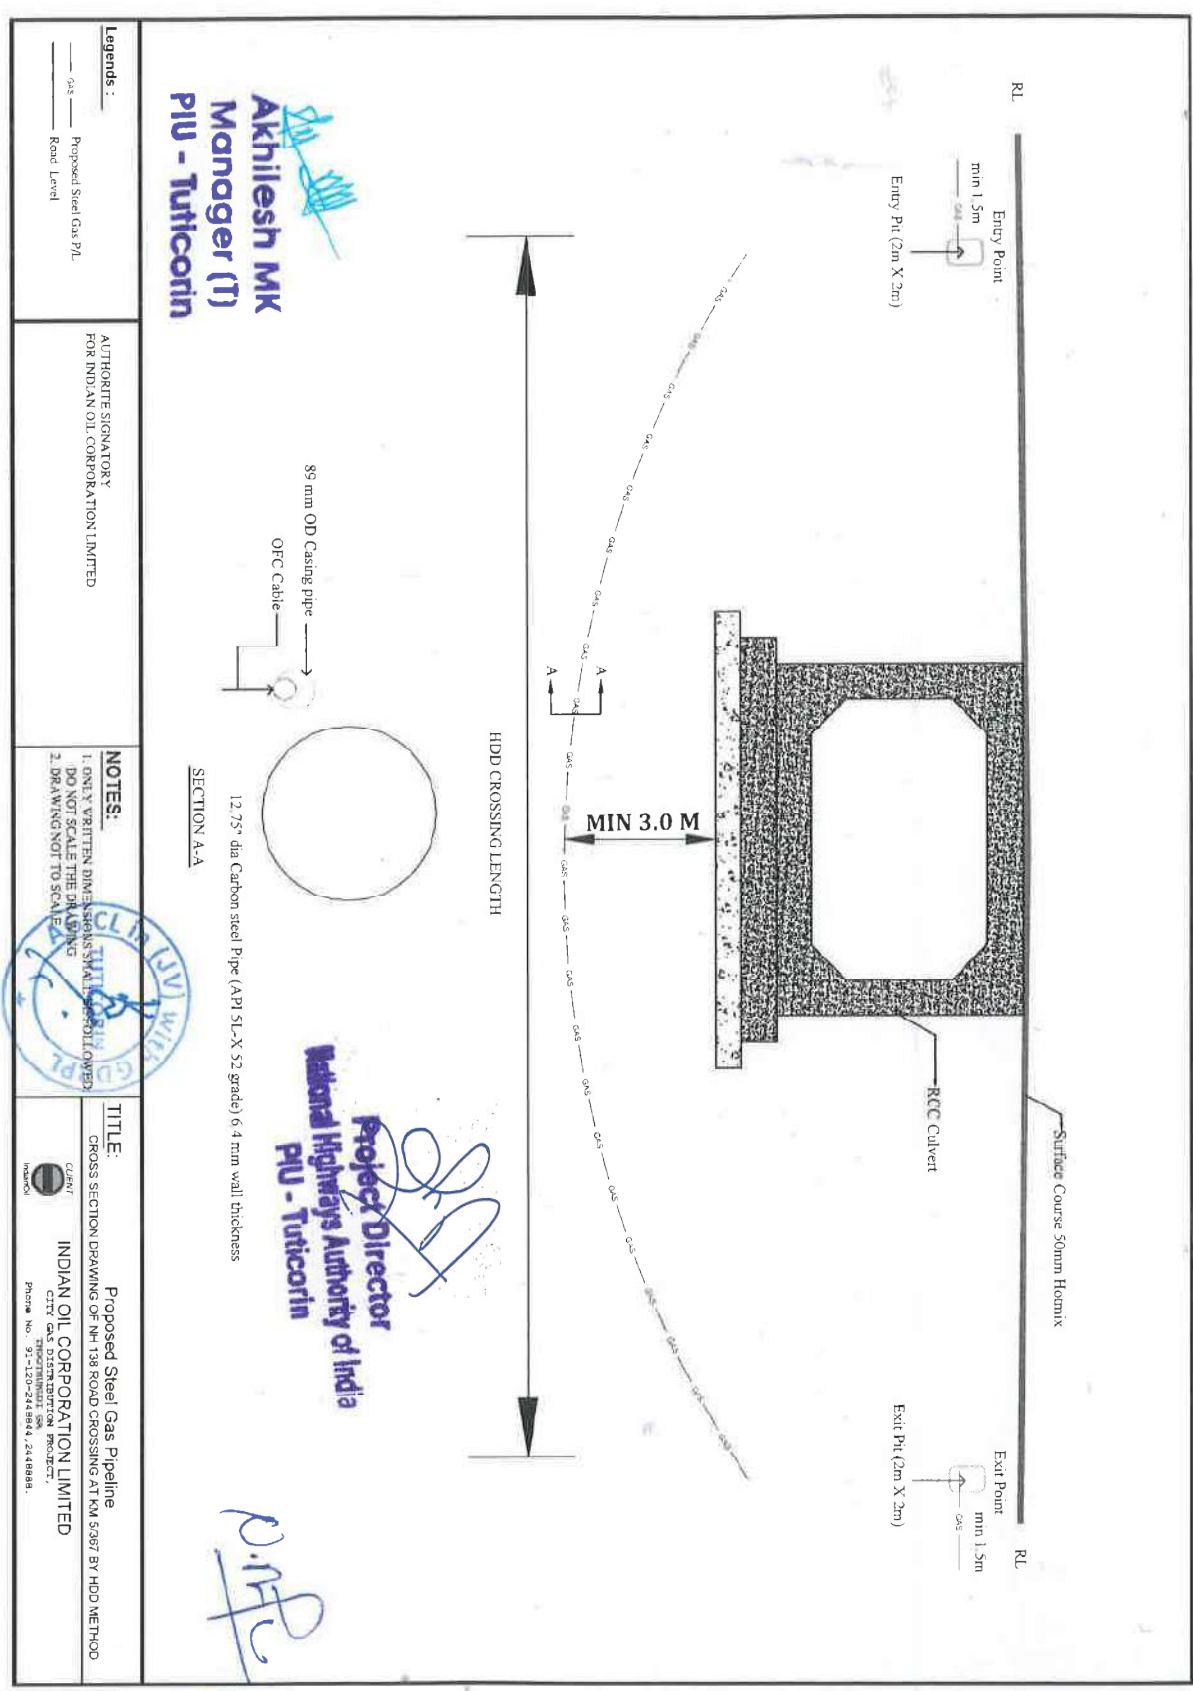 RL
RL
Entry Point
min 1.5m
GAS
Entry Pit (2m X 2m)
Exit Point
min 1.5m
GAS
Exit Pit (2m X 2m)
Surface Course 50mm Hotmix
RCC Culvert
MIN 3.0 M
A
A
GAS
HDD CROSSING LENGTH
89 mm OD Casing pipe
OFC Cable
12.75" dia Carbon steel Pipe (API 5L-X 52 grade) 6.4 mm wall thickness
SECTION A-A
Akhilesh MK
Manager (T)
PIU - Tuticorin
Project Director
National Highways Authority of India
PIU - Tuticorin
Legends :
GAS Proposed Steel Gas P/L
Road Level
AUTHORITE SIGNATORY
FOR INDIAN OIL CORPORATION LIMITED
NOTES:
1. ONLY WRITTEN DIMENSIONS SHALL BE FOLLOWED
DO NOT SCALE THE DRAWING
2. DRAWING NOT TO SCALE
(JV) with
TUTICORIN
TITLE:
Proposed Steel Gas Pipeline
CROSS SECTION DRAWING OF NH 138 ROAD CROSSING AT KM 5/367 BY HDD METHOD
CLIENT
IndianOil
INDIAN OIL CORPORATION LIMITED
CITY GAS DISTRIBUTION PROJECT,
Phone No. 91-120-2448844,2448888.